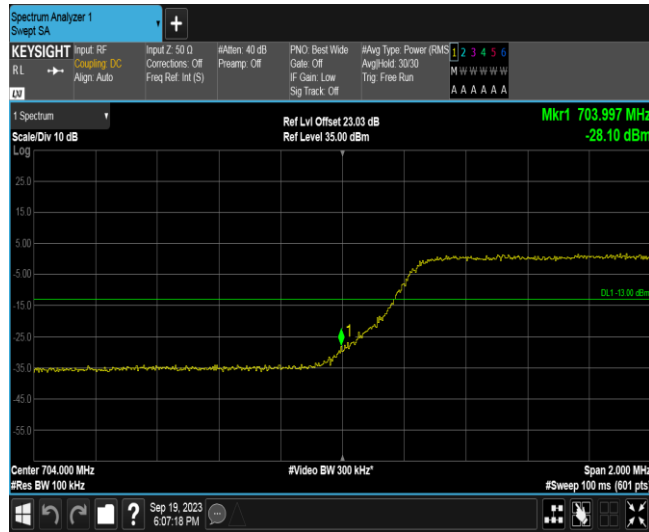 Spectrum Analyzer 1
Swept SA
KEYSIGHT
RL
LXI
Input: RF
Coupling: DC
Align: Auto
Input Z: 50 Ω
Corrections: Off
Freq Ref: Int (S)
#Atten: 40 dB
Preamp: Off
PNO: Best Wide
Gate: Off
IF Gain: Low
Sig Track: Off
#Avg Type: Power (RMS
Avg|Hold: 30/30
Trig: Free Run
1 2 3 4 5 6
M W W W W W
A A A A A A
1 Spectrum
Scale/Div 10 dB
Log
Ref Lvl Offset 23.03 dB
Ref Level 35.00 dBm
Mkr1 703.997 MHz
-28.10 dBm
25.0
15.0
5.00
-5.00
-15.0
-25.0
-35.0
-45.0
-55.0
DL1 -13.00 dBm
1
Center 704.000 MHz
#Res BW 100 kHz
#Video BW 300 kHz*
Span 2.000 MHz
#Sweep 100 ms (601 pts)
?
Sep 19, 2023
6:07:18 PM